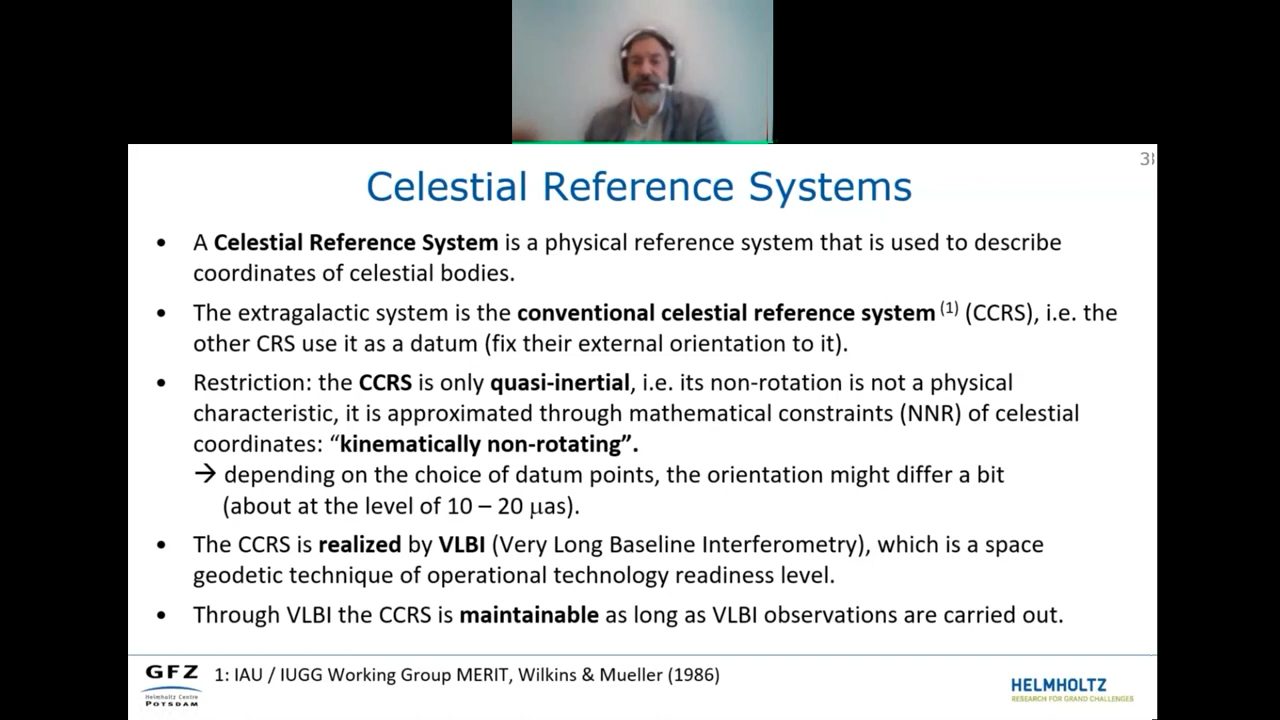 3
Celestial Reference Systems
• A Celestial Reference System is a physical reference system that is used to describe
coordinates of celestial bodies.
• The extragalactic system is the conventional celestial reference system (1) (CCRS), i.e. the
other CRS use it as a datum (fix their external orientation to it).
• Restriction: the CCRS is only quasi-inertial, i.e. its non-rotation is not a physical
characteristic, it is approximated through mathematical constraints (NNR) of celestial
coordinates: “kinematically non-rotating”.
→ depending on the choice of datum points, the orientation might differ a bit
(about at the level of 10 – 20 μas).
• The CCRS is realized by VLBI (Very Long Baseline Interferometry), which is a space
geodetic technique of operational technology readiness level.
• Through VLBI the CCRS is maintainable as long as VLBI observations are carried out.
GFZ
Helmholtz Centre
POTSDAM
1: IAU / IUGG Working Group MERIT, Wilkins & Mueller (1986)
HELMHOLTZ
RESEARCH FOR GRAND CHALLENGES